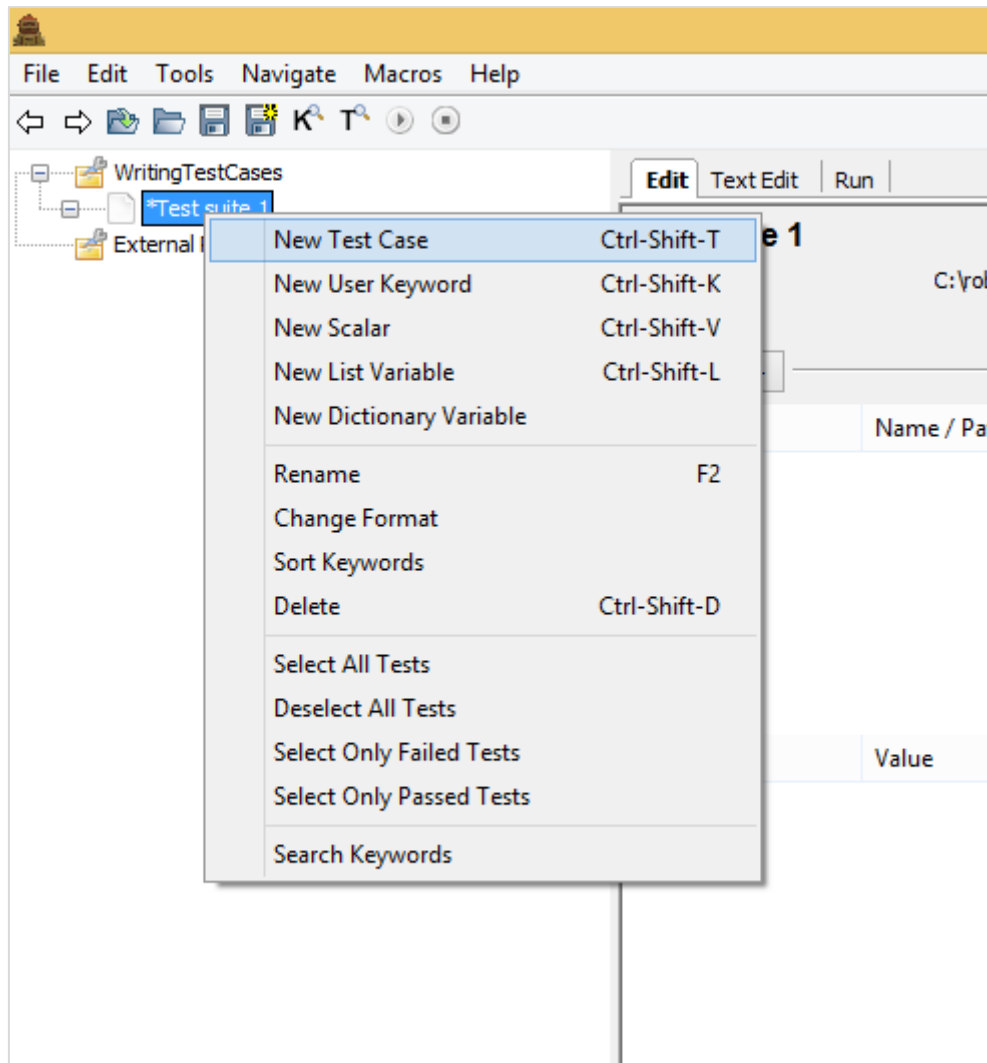 File Edit Tools Navigate Macros Help
K T
WritingTestCases
*Test suite 1
External
Edit Text Edit Run
e 1
C:\rol
New Test Case Ctrl-Shift-T
New User Keyword Ctrl-Shift-K
New Scalar Ctrl-Shift-V
New List Variable Ctrl-Shift-L
New Dictionary Variable
Name / Pa
Rename F2
Change Format
Sort Keywords
Delete Ctrl-Shift-D
Select All Tests
Deselect All Tests
Select Only Failed Tests
Select Only Passed Tests
Value
Search Keywords